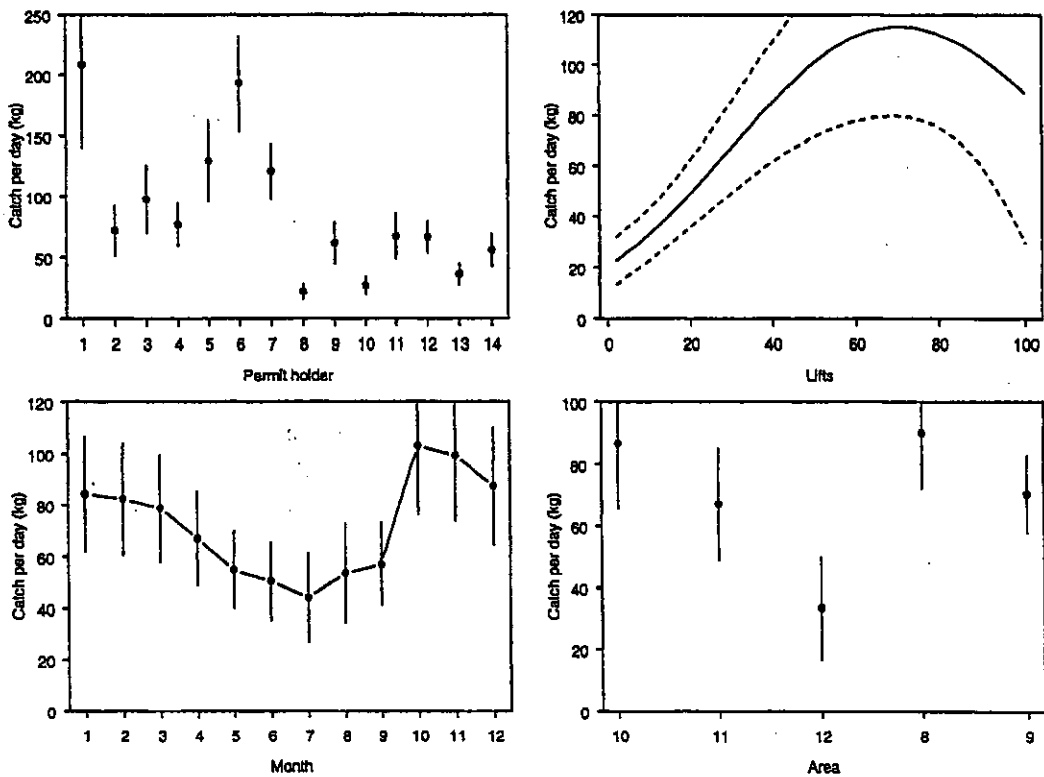 250
200
150
100
50
0
Catch per day (kg)
1 2 3 4 5 6 7 8 9 10 11 12 13 14
Permit holder
120
100
80
60
40
20
0
Catch per day (kg)
0 20 40 60 80 100
Lifts
120
100
80
60
40
20
0
Catch per day (kg)
1 2 3 4 5 6 7 8 9 10 11 12
Month
100
80
60
40
20
0
Catch per day (kg)
10 11 12 8 9
Area